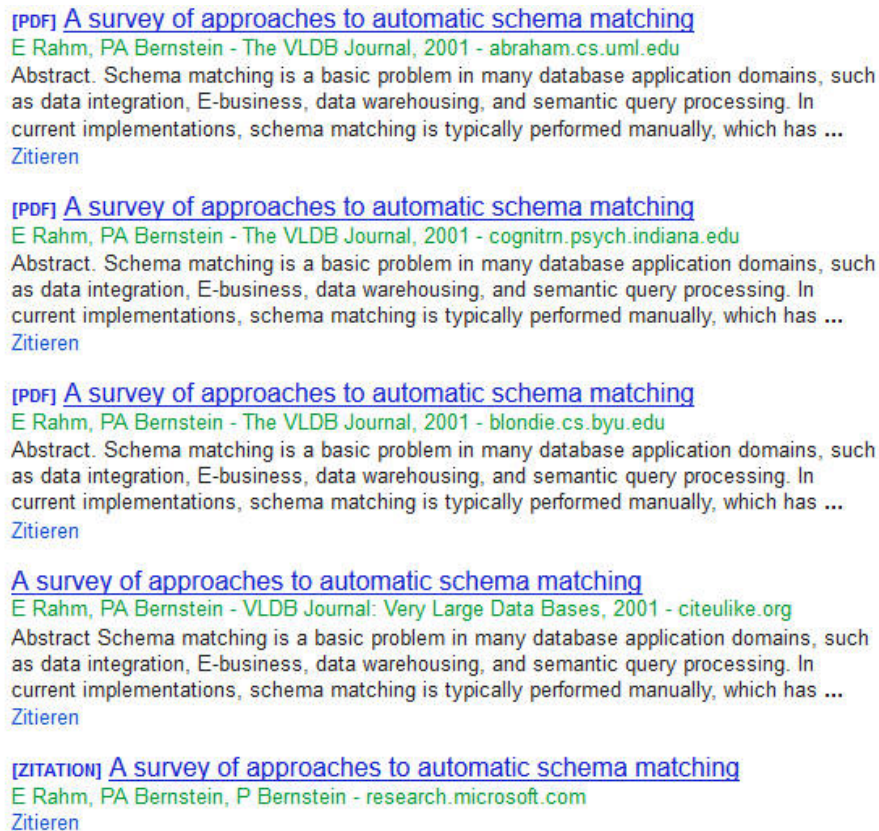 [PDF] A survey of approaches to automatic schema matching
E Rahm, PA Bernstein - The VLDB Journal, 2001 - abraham.cs.uml.edu
Abstract. Schema matching is a basic problem in many database application domains, such
as data integration, E-business, data warehousing, and semantic query processing. In
current implementations, schema matching is typically performed manually, which has ...
Zitieren
[PDF] A survey of approaches to automatic schema matching
E Rahm, PA Bernstein - The VLDB Journal, 2001 - cognitrn.psych.indiana.edu
Abstract. Schema matching is a basic problem in many database application domains, such
as data integration, E-business, data warehousing, and semantic query processing. In
current implementations, schema matching is typically performed manually, which has ...
Zitieren
[PDF] A survey of approaches to automatic schema matching
E Rahm, PA Bernstein - The VLDB Journal, 2001 - blondie.cs.byu.edu
Abstract. Schema matching is a basic problem in many database application domains, such
as data integration, E-business, data warehousing, and semantic query processing. In
current implementations, schema matching is typically performed manually, which has ...
Zitieren
A survey of approaches to automatic schema matching
E Rahm, PA Bernstein - VLDB Journal: Very Large Data Bases, 2001 - citeulike.org
Abstract Schema matching is a basic problem in many database application domains, such
as data integration, E-business, data warehousing, and semantic query processing. In
current implementations, schema matching is typically performed manually, which has ...
Zitieren
[ZITATION] A survey of approaches to automatic schema matching
E Rahm, PA Bernstein, P Bernstein - research.microsoft.com
Zitieren